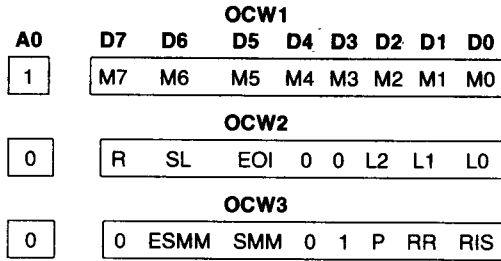 OCW1
A0 D7 D6 D5 D4 D3 D2 D1 D0
1 M7 M6 M5 M4 M3 M2 M1 M0
OCW2
0 R SL EOI 0 0 L2 L1 L0
OCW3
0 0 ESMM SMM 0 1 P RR RIS